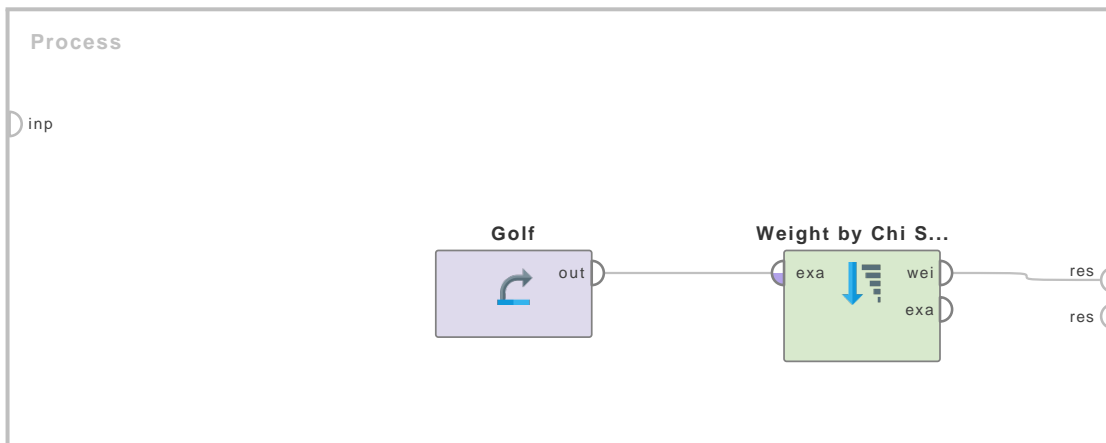 Process
inp
Golf
Weight by Chi S...
out
exa
wei
res
exa
res